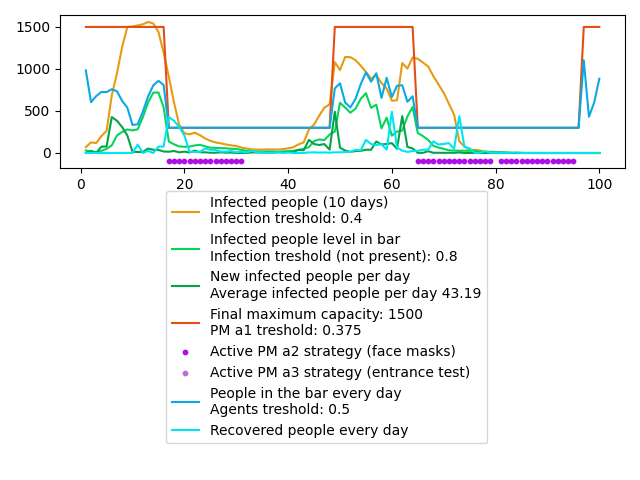 1500
1000
500
0
0 20 40 60 80 100
Infected people (10 days)
Infection treshold: 0.4
Infected people level in bar
Infection treshold (not present): 0.8
New infected people per day
Average infected people per day 43.19
Final maximum capacity: 1500
PM a1 treshold: 0.375
Active PM a2 strategy (face masks)
Active PM a3 strategy (entrance test)
People in the bar every day
Agents treshold: 0.5
Recovered people every day